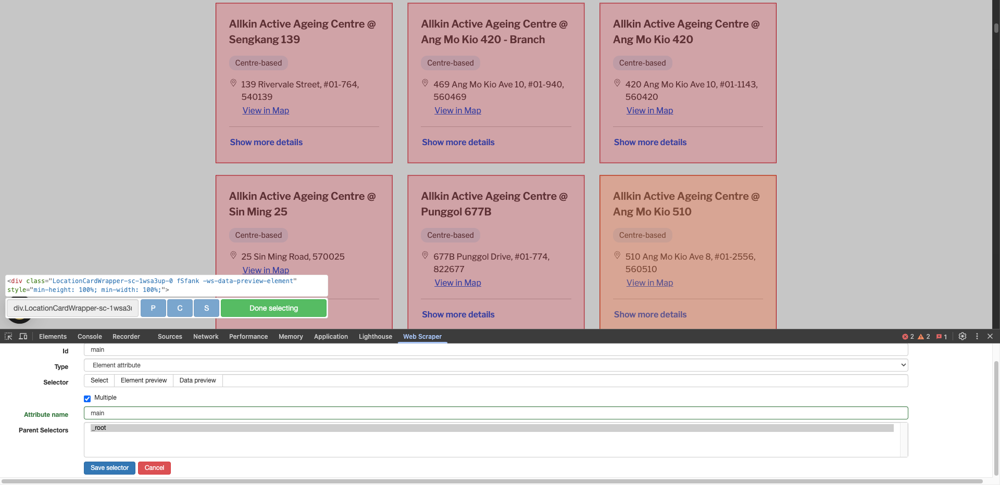 Allkin Active Ageing Centre @
Sengkang 139
Centre-based
139 Rivervale Street, #01-764,
540139
View in Map
Show more details
Allkin Active Ageing Centre @
Ang Mo Kio 420 - Branch
Centre-based
469 Ang Mo Kio Ave 10, #01-940,
560469
View in Map
Show more details
Allkin Active Ageing Centre @
Ang Mo Kio 420
Centre-based
420 Ang Mo Kio Ave 10, #01-1143,
560420
View in Map
Show more details
Allkin Active Ageing Centre @
Sin Ming 25
Centre-based
25 Sin Ming Road, 570025
View in Map
Allkin Active Ageing Centre @
Punggol 677B
Centre-based
677B Punggol Drive, #01-774,
822677
View in Map
Show more details
Allkin Active Ageing Centre @
Ang Mo Kio 510
Centre-based
510 Ang Mo Kio Ave 8, #01-2556,
560510
View in Map
Show more details
<div class="LocationCardWrapper-sc-1wsa3up-0 fSfank -ws-data-preview-element"
style="min-height: 100%; min-width: 100%;">
div.LocationCardWrapper-sc-1wsa3u P C S Done selecting
Elements Console Recorder Sources Network Performance Memory Application Lighthouse Web Scraper 2 2 1
Id main
Type Element attribute
Selector Select Element preview Data preview
Multiple
Attribute name main
Parent Selectors _root
Save selector Cancel